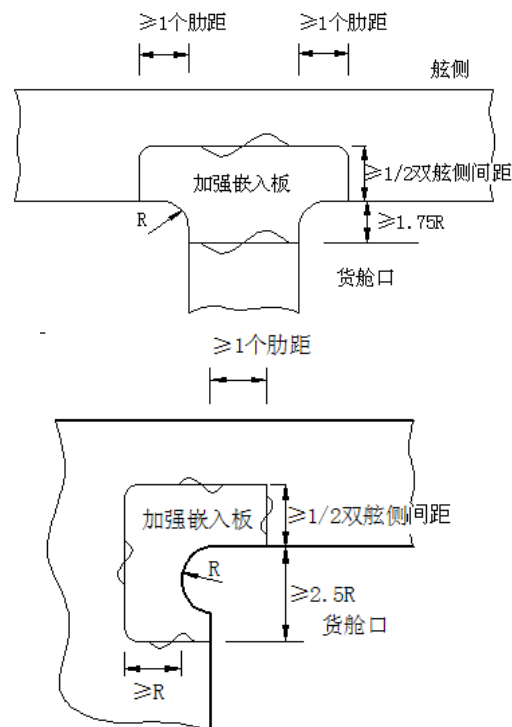 ≥1个肋距 ≥1个肋距
舷侧
≥1/2双舷侧间距
加强嵌入板
R
≥1.75R
货舱口
≥1个肋距
加强嵌入板
≥1/2双舷侧间距
R
≥2.5R
货舱口
≥R